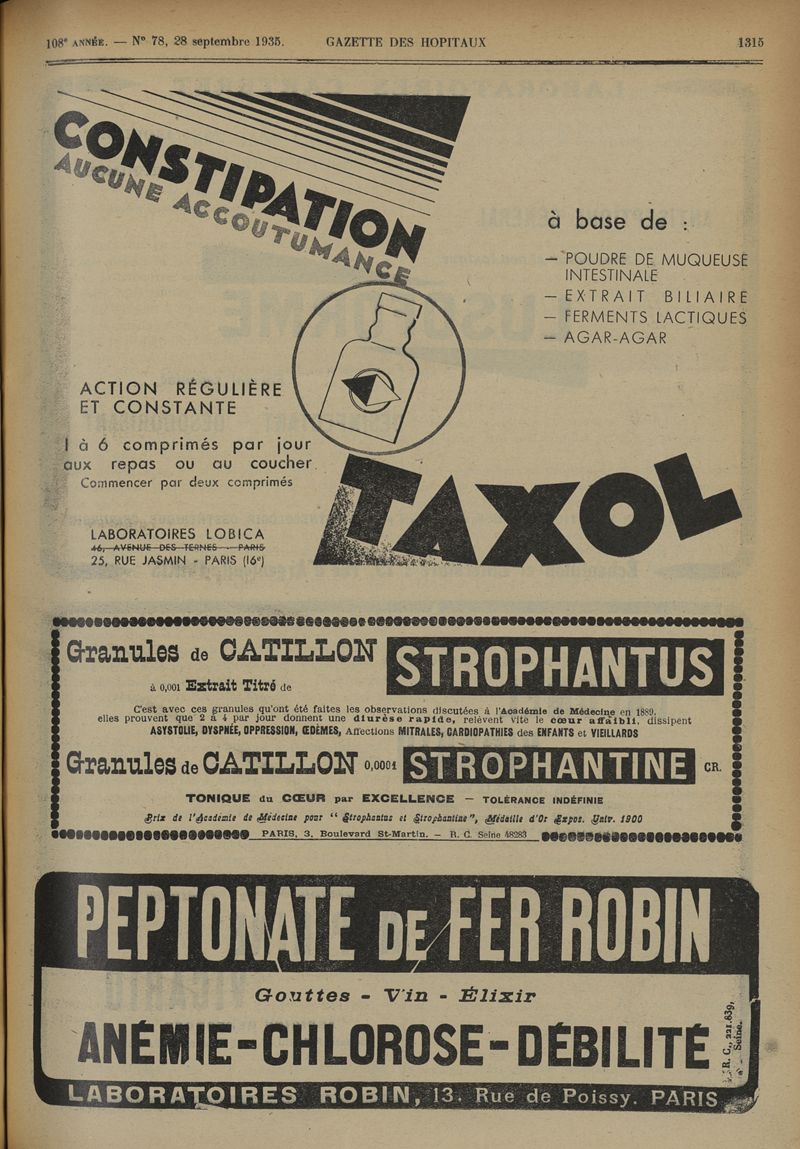 108e ANNÉE. — N° 78, 28 septembre 1935. GAZETTE DES HOPITAUX 1315
CONSTIPATION
AUCUNE ACCOUTUMANCE
à base de :
— POUDRE DE MUQUEUSE
INTESTINALE
— EXTRAIT BILIAIRE
— FERMENTS LACTIQUES
— AGAR-AGAR
ACTION RÉGULIÈRE
ET CONSTANTE
1 à 6 comprimés par jour
aux repas ou au coucher.
Commencer par deux comprimés
TAXOL
LABORATOIRES LOBICA
46, AVENUE DES TERNES - PARIS
25, RUE JASMIN - PARIS (16e)
Granules de CATILLON STROPHANTUS
à 0,001 Extrait Titré de
C'est avec ces granules qu'ont été faites les observations discutées à l'Académie de Médecine en 1889.
elles prouvent que 2 à 4 par jour donnent une diurèse rapide, relèvent vite le cœur affaibli, dissipent
ASYSTOLIE, DYSPNÉE, OPPRESSION, ŒDÈMES, Affections MITRALES, CARDIOPATHIES des ENFANTS et VIEILLARDS
Granules de CATILLON 0,0001 STROPHANTINE CR.
TONIQUE du CŒUR par EXCELLENCE — TOLÉRANCE INDÉFINIE
Prix de l'Académie de Médecine pour "Strophantus et Strophantine", Médaille d'Or Expos. Univ. 1900
PARIS, 3, Boulevard St-Martin. — R. C. Seine 48283
PEPTONATE DE FER ROBIN
Gouttes - Vin - Élixir
ANÉMIE-CHLOROSE-DÉBILITÉ
R. C., 221.839,
Seine.
LABORATOIRES ROBIN, 13. Rue de Poissy. PARIS